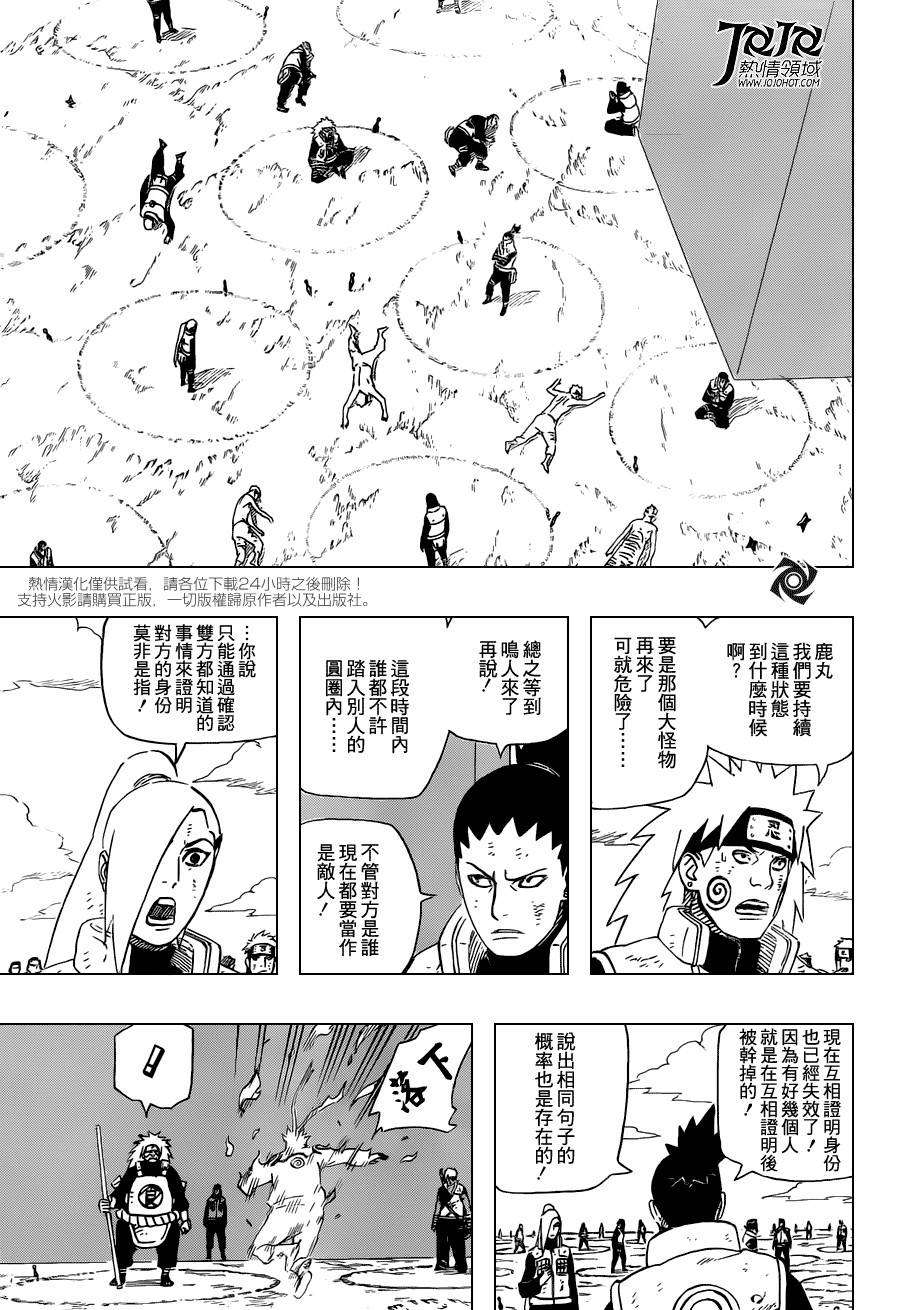 JOJO
熱情領域
WWW.JOJOHOT.COM
熱情漢化僅供試看，請各位下載24小時之後刪除！
支持火影請購買正版，一切版權歸原作者以及出版社。
鹿丸
我們要持續
這種狀態
到什麼時候
啊？
要是那個大怪物
再來了
可就危險了……
忍
總之等到
鳴人來了
再說！
這段時間內
誰都不許
踏入別人的
圓圈內……
不管對方是誰
現在都要當作
是敵人！
…你說
只能通過確認
雙方都知道的
事情來證明
對方的身份
莫非是指！
現在互相證明身份
也已經失效了！
因為有好幾個人
就是在互相證明後
被幹掉的！
說出相同句子的
概率也是存在的！
下
落
！
良